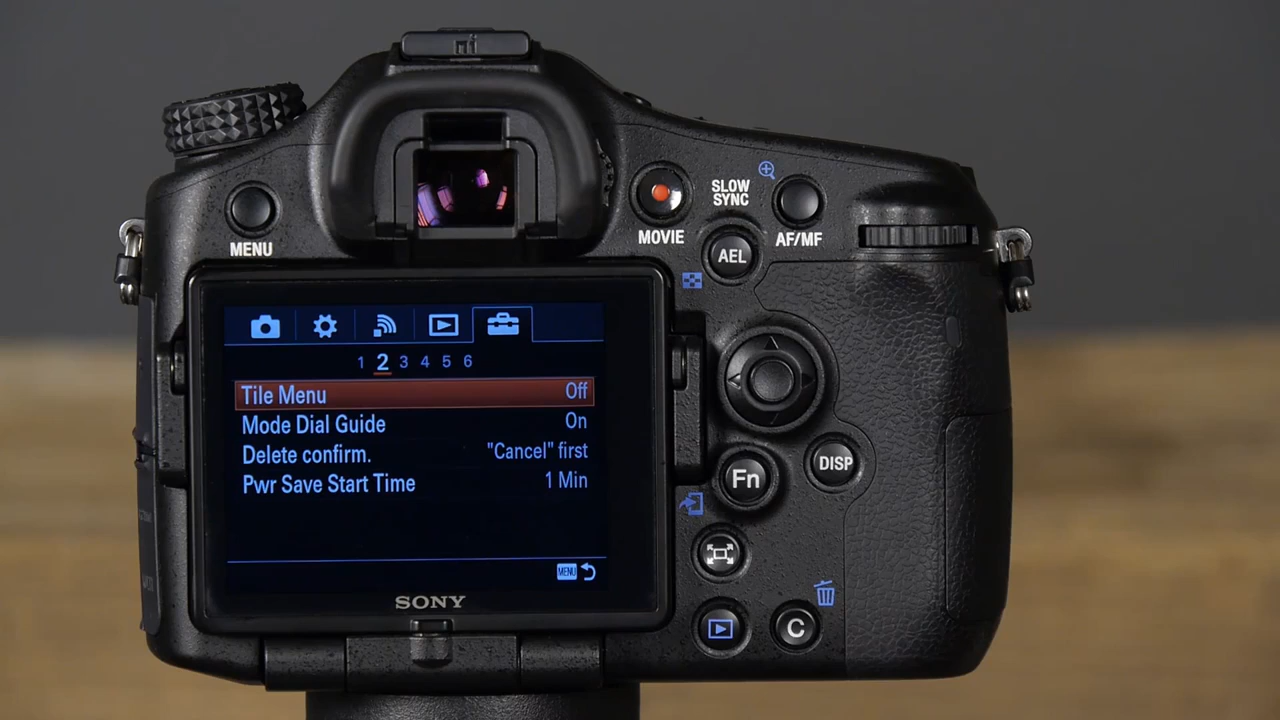 MENU
MOVIE
SLOW
SYNC
AF/MF
AEL
1 2 3 4 5 6
Tile Menu Off
Mode Dial Guide On
Delete confirm. "Cancel" first
Pwr Save Start Time 1 Min
MENU
SONY
DISP
Fn
C